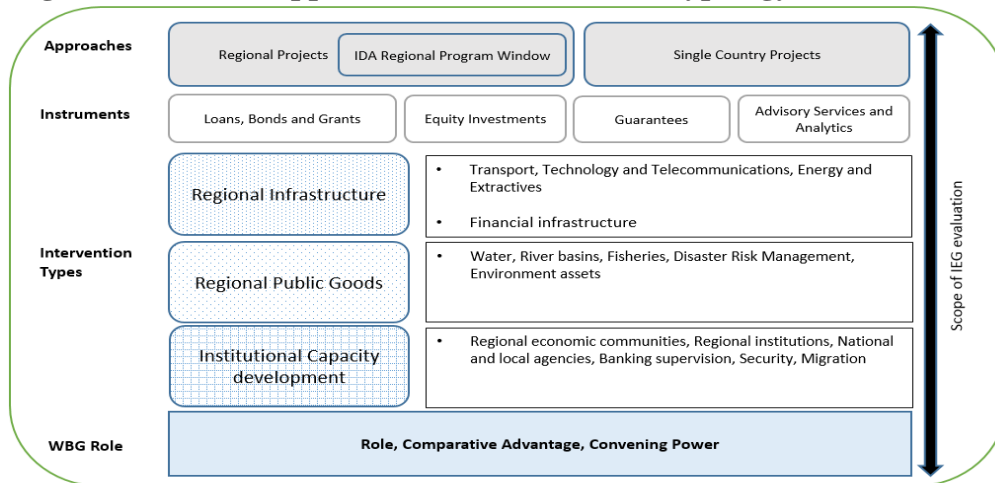 Approaches
Regional Projects
IDA Regional Program Window
Single Country Projects
Instruments
Loans, Bonds and Grants
Equity Investments
Guarantees
Advisory Services and
Analytics
Intervention
Types
Regional Infrastructure
• Transport, Technology and Telecommunications, Energy and
Extractives
• Financial infrastructure
Regional Public Goods
• Water, River basins, Fisheries, Disaster Risk Management,
Environment assets
Institutional Capacity
development
• Regional economic communities, Regional institutions, National
and local agencies, Banking supervision, Security, Migration
WBG Role
Role, Comparative Advantage, Convening Power
Scope of IEG evaluation